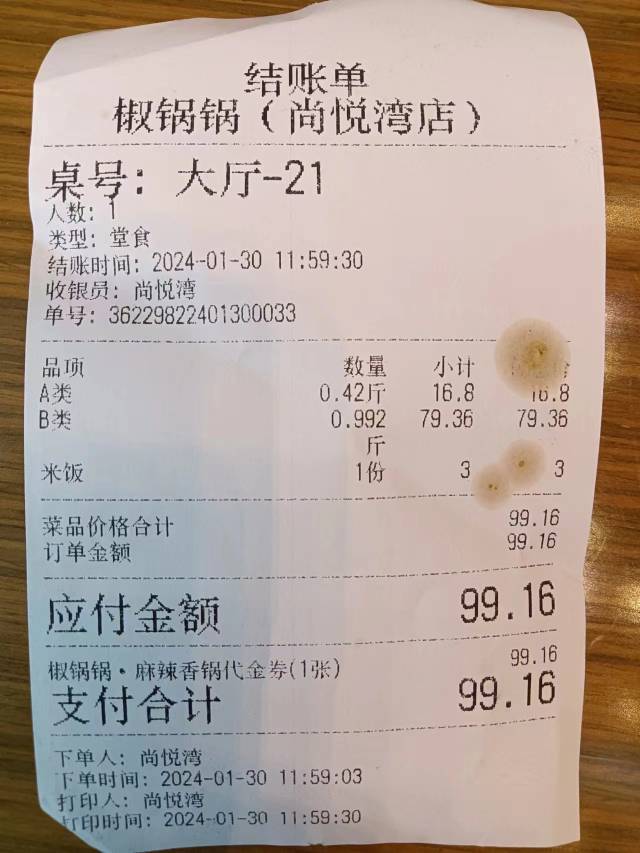 结账单
椒锅锅(尚悦湾店)
桌号: 大厅-21
人数: 1
类型: 堂食
结账时间: 2024-01-30 11:59:30
收银员: 尚悦湾
单号: 36229822401300033
品项 数量 小计
A类 0.42斤 16.8 16.8
B类 0.992 79.36 79.36
斤
米饭 1份 3 3
菜品价格合计 99.16
订单金额 99.16
应付金额 99.16
椒锅锅·麻辣香锅代金券(1张) 99.16
支付合计 99.16
下单人: 尚悦湾
下单时间: 2024-01-30 11:59:03
打印人: 尚悦湾
打印时间: 2024-01-30 11:59:30